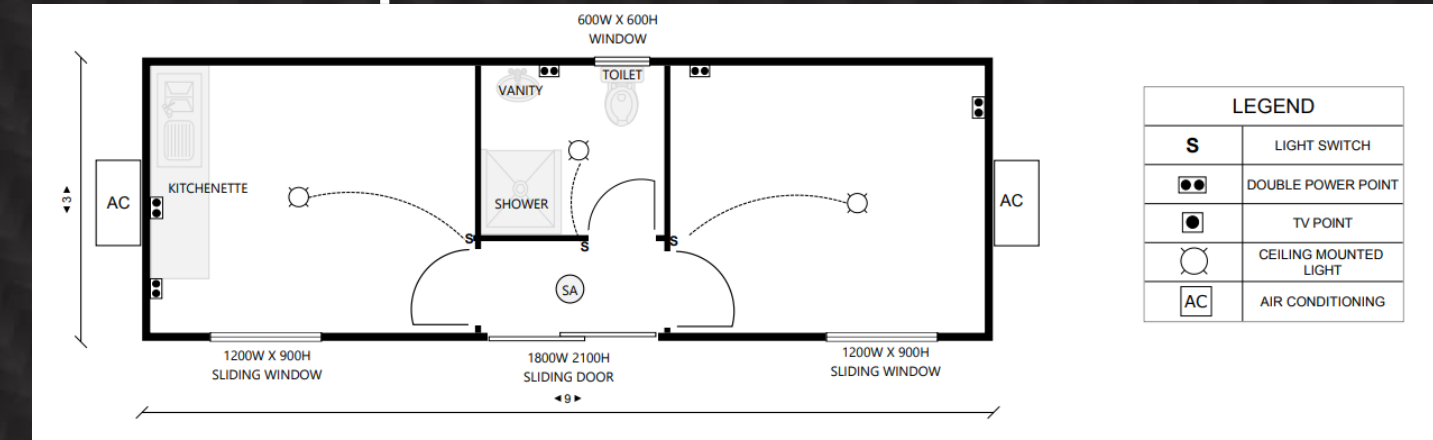 600W X 600H
WINDOW
TOILET
VANITY
KITCHENETTE
SHOWER
AC
AC
3
S
S
S
SA
1200W X 900H
SLIDING WINDOW
1800W 2100H
SLIDING DOOR
1200W X 900H
SLIDING WINDOW
9
LEGEND
S LIGHT SWITCH
DOUBLE POWER POINT
TV POINT
CEILING MOUNTED
LIGHT
AC AIR CONDITIONING